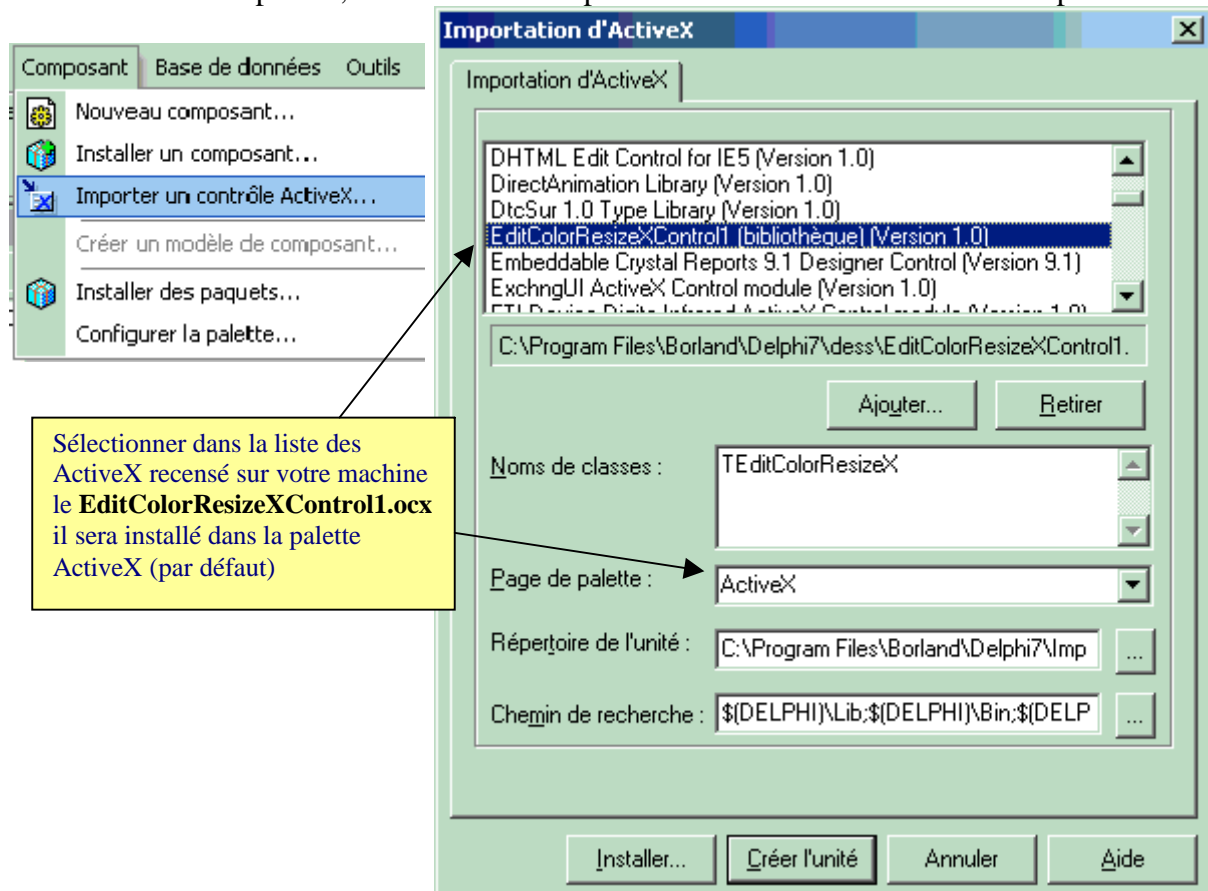 Importation d'ActiveX
Composant Base de données Outils
Nouveau composant...
Installer un composant...
Importer un contrôle ActiveX...
Créer un modèle de composant...
Installer des paquets...
Configurer la palette...
Importation d'ActiveX
DHTML Edit Control for IE5 (Version 1.0)
DirectAnimation Library (Version 1.0)
DtcSur 1.0 Type Library (Version 1.0)
EditColorResizeXControl1 (bibliothèque) (Version 1.0)
Embeddable Crystal Reports 9.1 Designer Control (Version 9.1)
ExchngUI ActiveX Control module (Version 1.0)
C:\Program Files\Borland\Delphi7\dess\EditColorResizeXControl1.
Ajouter... Retirer
Sélectionner dans la liste des
ActiveX recensé sur votre machine
le EditColorResizeXControl1.ocx
il sera installé dans la palette
ActiveX (par défaut)
Noms de classes : TEditColorResizeX
Page de palette : ActiveX
Répertoire de l'unité : C:\Program Files\Borland\Delphi7\Imp ...
Chemin de recherche : $(DELPHI)\Lib;$(DELPHI)\Bin;$(DELP ...
Installer... Créer l'unité Annuler Aide